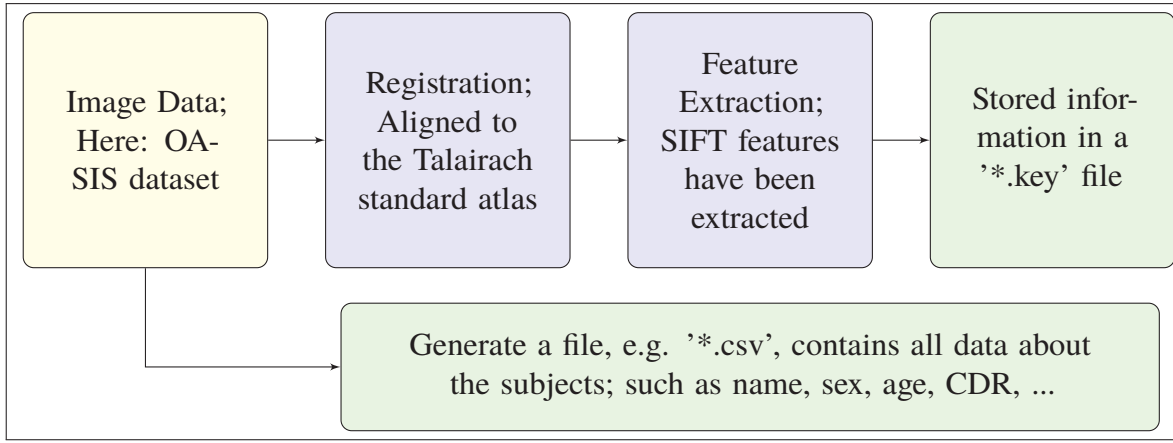 Image Data;
Here: OA-
SIS dataset
Registration;
Aligned to
the Talairach
standard atlas
Feature
Extraction;
SIFT features
have been
extracted
Stored infor-
mation in a
’*.key’ file
Generate a file, e.g. ’*.csv’, contains all data about
the subjects; such as name, sex, age, CDR, ...